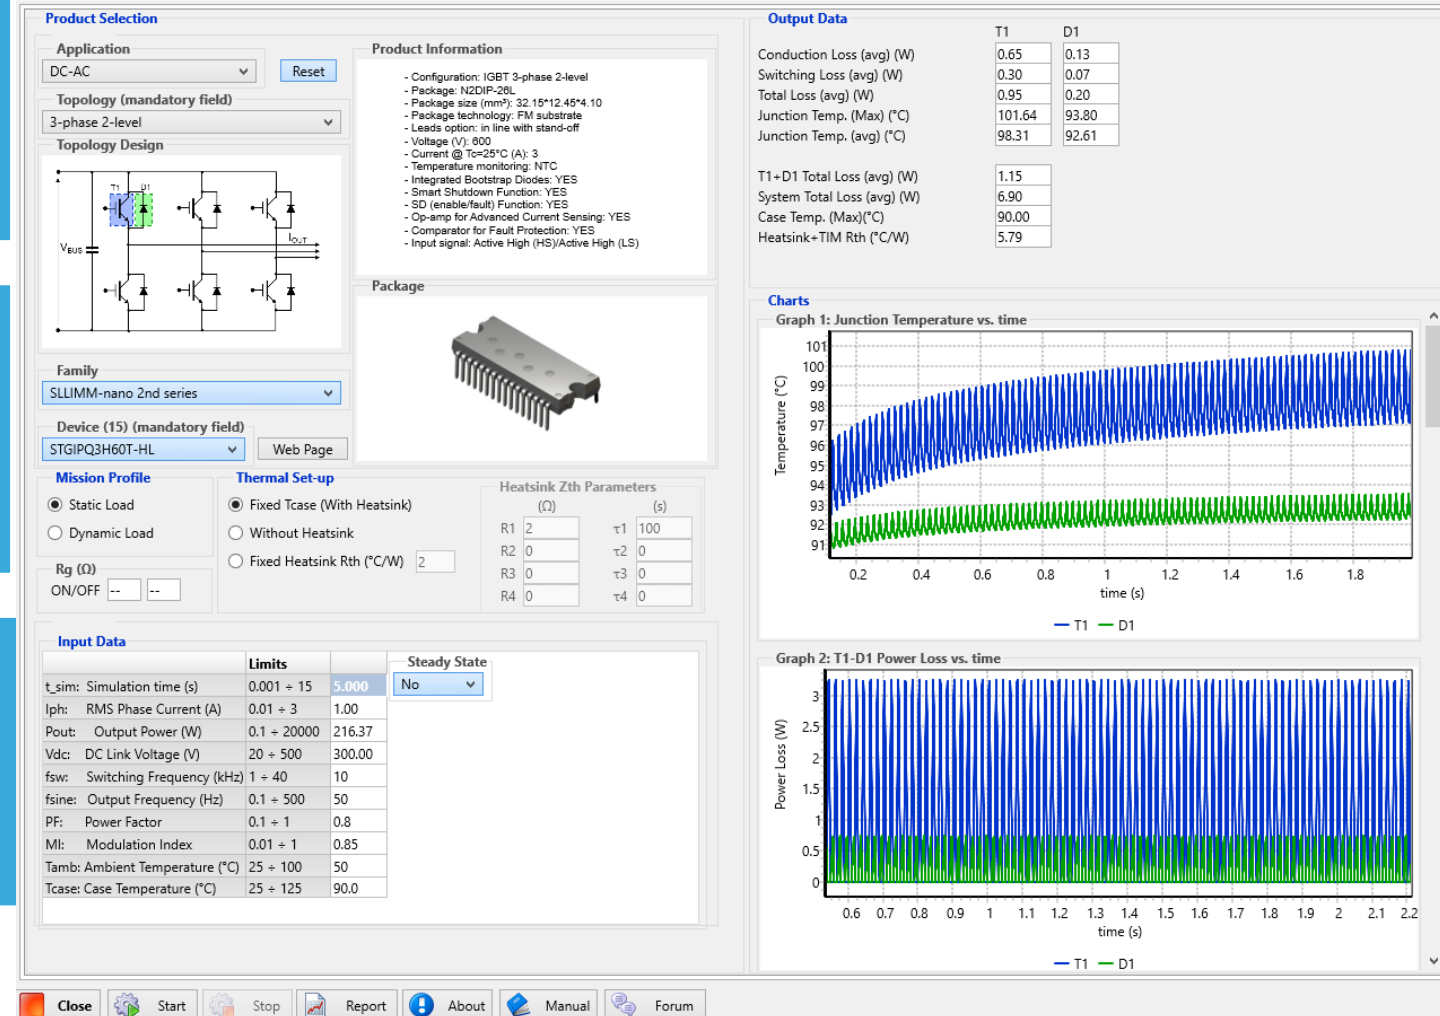 Product Selection
Application
DC-AC
Reset
Topology (mandatory field)
3-phase 2-level
Topology Design
T1 D1
VBUS
IOUT
Family
SLLIMM-nano 2nd series
Device (15) (mandatory field)
STGIPQ3H60T-HL
Web Page
Product Information
- Configuration: IGBT 3-phase 2-level
- Package: N2DIP-26L
- Package size (mm³): 32.15*12.45*4.10
- Package technology: FM substrate
- Leads option: in line with stand-off
- Voltage (V): 600
- Current @ Tc=25°C (A): 3
- Temperature monitoring: NTC
- Integrated Bootstrap Diodes: YES
- Smart Shutdown Function: YES
- SD (enable/fault) Function: YES
- Op-amp for Advanced Current Sensing: YES
- Comparator for Fault Protection: YES
- Input signal: Active High (HS)/Active High (LS)
Package
Mission Profile
Static Load
Dynamic Load
Rg (Ω)
ON/OFF -- --
Thermal Set-up
Fixed Tcase (With Heatsink)
Without Heatsink
Fixed Heatsink Rth (°C/W) 2
Heatsink Zth Parameters
(Ω) (s)
R1 2 τ1 100
R2 0 τ2 0
R3 0 τ3 0
R4 0 τ4 0
Input Data
Limits
t_sim: Simulation time (s) 0.001 ÷ 15 5.000
Iph: RMS Phase Current (A) 0.01 ÷ 3 1.00
Pout: Output Power (W) 0.1 ÷ 20000 216.37
Vdc: DC Link Voltage (V) 20 ÷ 500 300.00
fsw: Switching Frequency (kHz) 1 ÷ 40 10
fsine: Output Frequency (Hz) 0.1 ÷ 500 50
PF: Power Factor 0.1 ÷ 1 0.8
MI: Modulation Index 0.01 ÷ 1 0.85
Tamb: Ambient Temperature (°C) 25 ÷ 100 50
Tcase: Case Temperature (°C) 25 ÷ 125 90.0
Steady State
No
Output Data
T1 D1
Conduction Loss (avg) (W) 0.65 0.13
Switching Loss (avg) (W) 0.30 0.07
Total Loss (avg) (W) 0.95 0.20
Junction Temp. (Max) (°C) 101.64 93.80
Junction Temp. (avg) (°C) 98.31 92.61
T1+D1 Total Loss (avg) (W) 1.15
System Total Loss (avg) (W) 6.90
Case Temp. (Max)(°C) 90.00
Heatsink+TIM Rth (°C/W) 5.79
Charts
Graph 1: Junction Temperature vs. time
Temperature (°C)
101
100
99
98
97
96
95
94
93
92
91
0.2 0.4 0.6 0.8 1 1.2 1.4 1.6 1.8
time (s)
T1 D1
Graph 2: T1-D1 Power Loss vs. time
Power Loss (W)
3
2.5
2
1.5
1
0.5
0
0.6 0.7 0.8 0.9 1 1.1 1.2 1.3 1.4 1.5 1.6 1.7 1.8 1.9 2 2.1 2.2
time (s)
T1 D1
Close Start Stop Report About Manual Forum